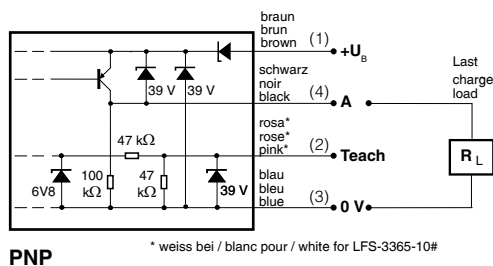 braun
brun
brown
(1)
+UB
schwarz
noir
black
(4)
A
Last
charge
load
39 V
39 V
rosa*
rose*
pink*
(2)
Teach
47 kΩ
RL
6V8
100
kΩ
47
kΩ
39 V
blau
bleu
blue
(3)
0 V
* weiss bei / blanc pour / white for LFS-3365-10#
PNP